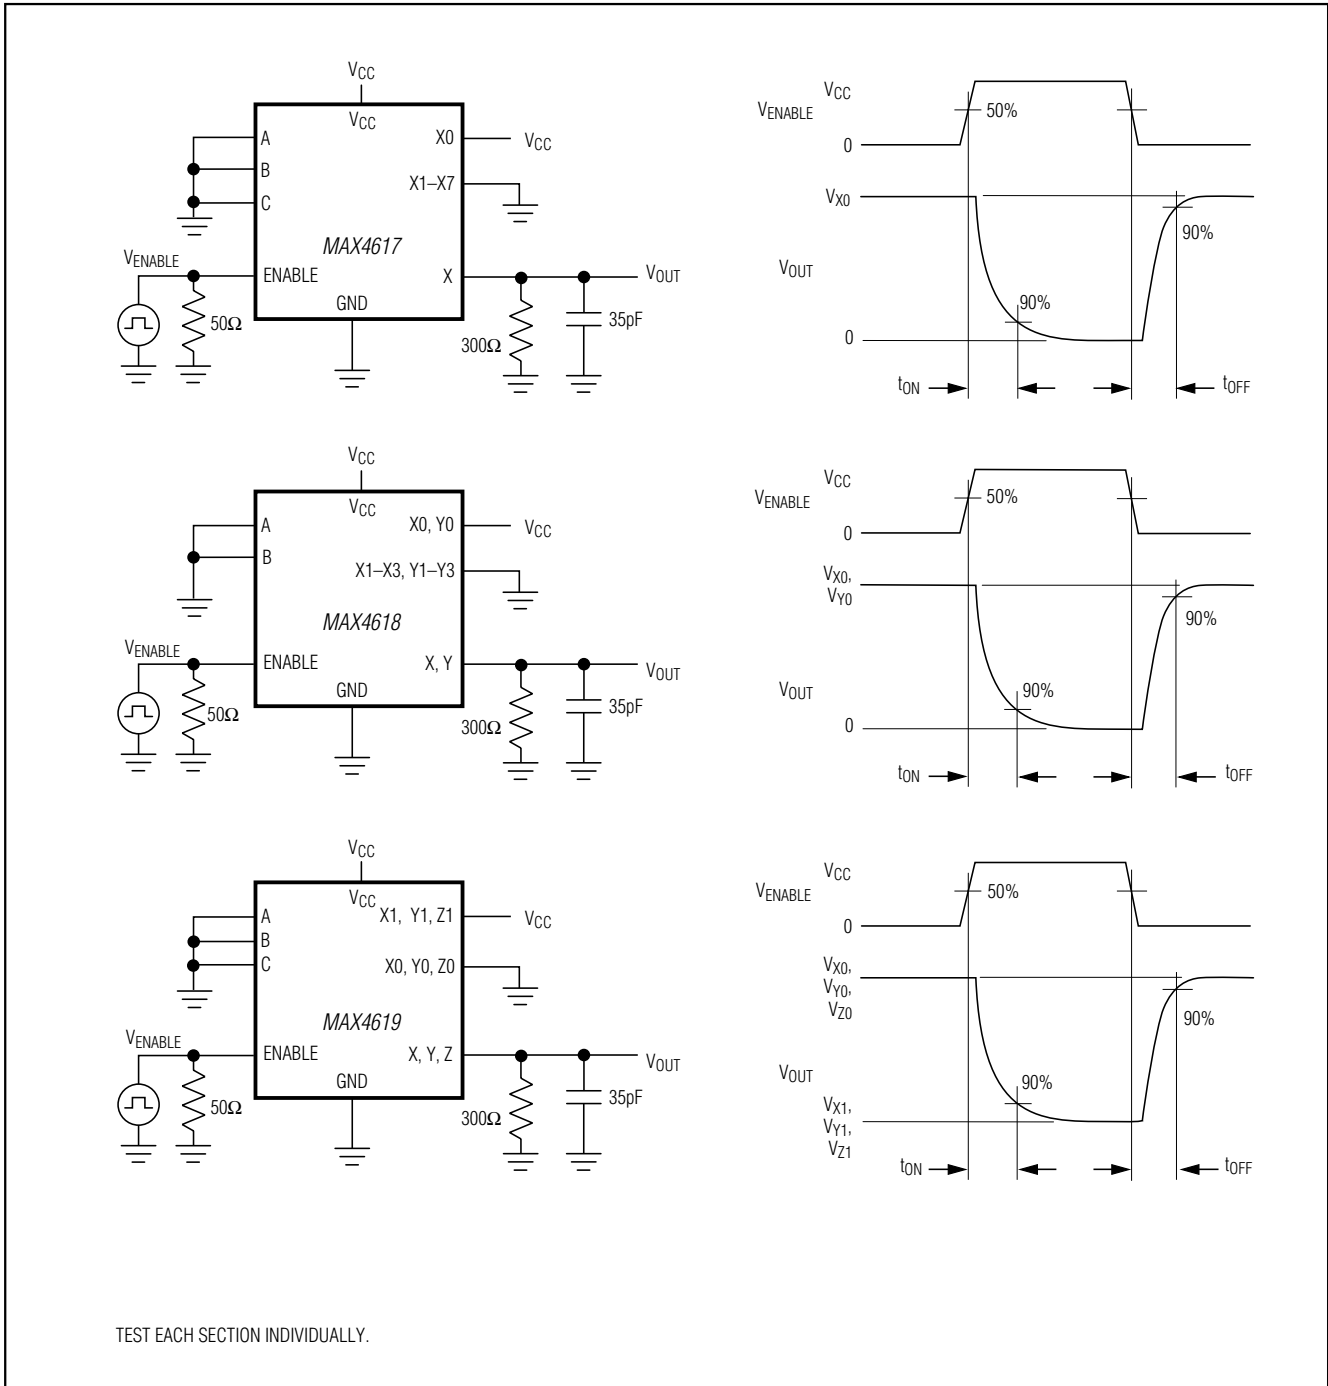 VCC
VCC
A
B
C
X0
VCC
X1–X7
MAX4617
VENABLE
ENABLE
X
VOUT
GND
50Ω
300Ω
35pF
VCC
VENABLE
50%
0
VX0
90%
VOUT
90%
0
tON
tOFF
VCC
VCC
A
B
X0, Y0
VCC
X1–X3, Y1–Y3
MAX4618
VENABLE
ENABLE
X, Y
VOUT
GND
50Ω
300Ω
35pF
VCC
VENABLE
50%
0
VX0,
VY0
90%
VOUT
90%
0
tON
tOFF
VCC
VCC
A
B
C
X1, Y1, Z1
VCC
X0, Y0, Z0
MAX4619
VENABLE
ENABLE
X, Y, Z
VOUT
GND
50Ω
300Ω
35pF
VCC
VENABLE
50%
0
VX0,
VY0,
VZ0
90%
VOUT
90%
VX1,
VY1,
VZ1
tON
tOFF
TEST EACH SECTION INDIVIDUALLY.